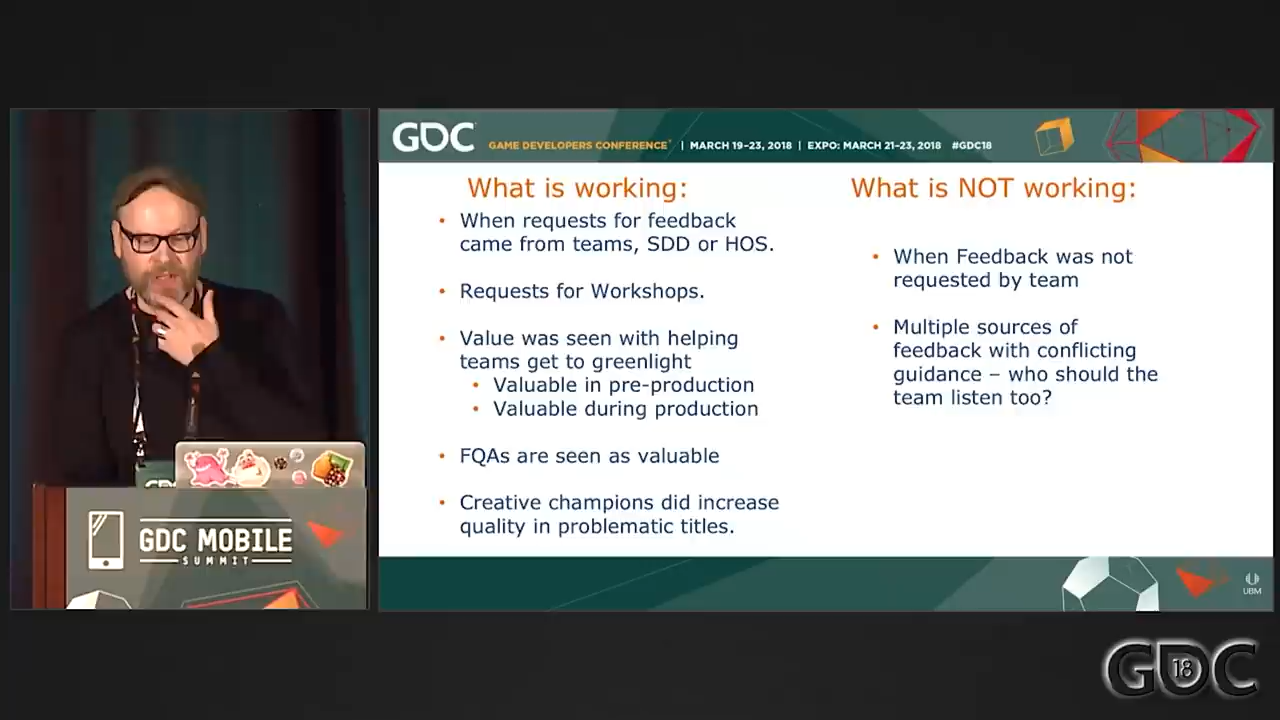 GDC
GAME DEVELOPERS CONFERENCE | MARCH 19–23, 2018 | EXPO: MARCH 21–23, 2018 #GDC18
What is working:
• When requests for feedback
came from teams, SDD or HOS.
• Requests for Workshops.
• Value was seen with helping
teams get to greenlight
• Valuable in pre-production
• Valuable during production
• FQAs are seen as valuable
• Creative champions did increase
quality in problematic titles.
What is NOT working:
• When Feedback was not
requested by team
• Multiple sources of
feedback with conflicting
guidance – who should the
team listen too?
GDC MOBILE
SUMMIT
UBM
GDC
18